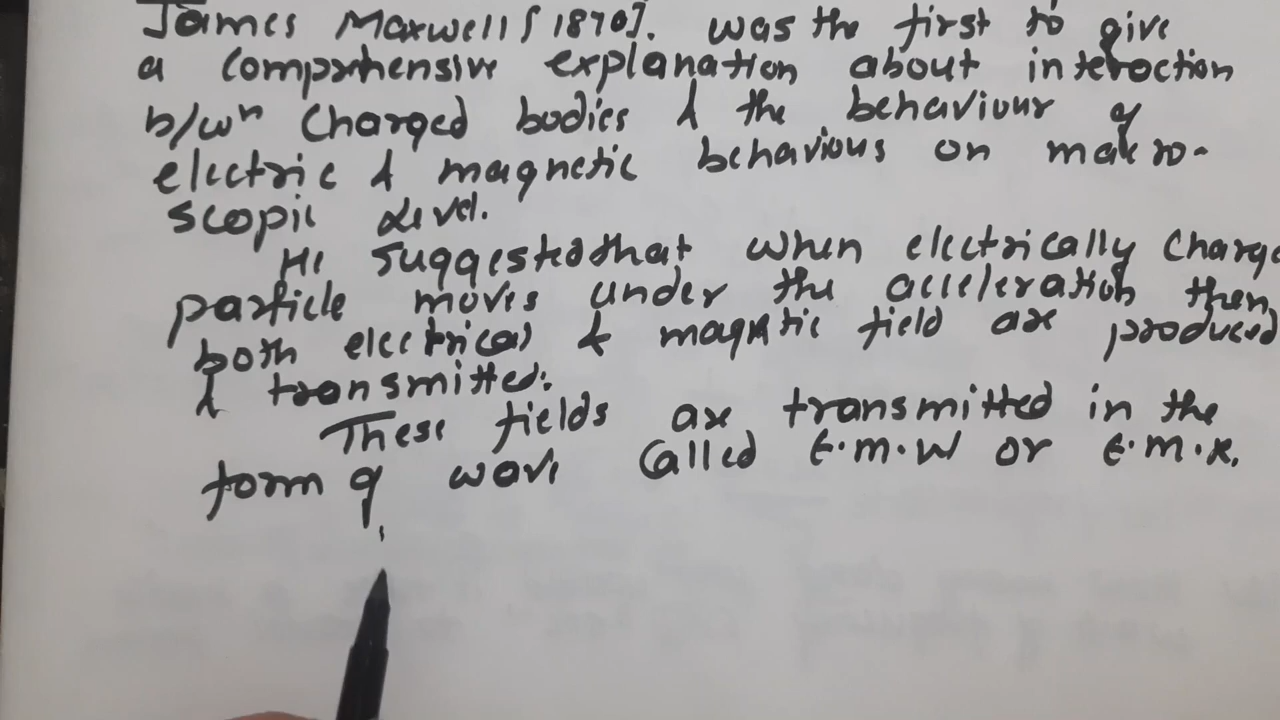 James Maxwell [1870]. was the first to give
a comprehensive explanation about interaction
b/wn charged bodies & the behaviour of
electric & magnetic behavious on makro-
scopic level.
He suggested that when electrically charge
particle moves under the acceleration then
both electrical & magnetic field are produced
& transmitted.
These fields are transmitted in the
form of wave called E.M.W or E.M.R.